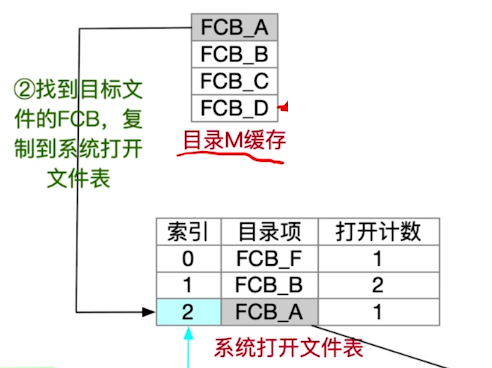 FCB_A
FCB_B
FCB_C
FCB_D
目录M缓存
②找到目标文
件的FCB，复
制到系统打开
文件表
索引 目录项 打开计数
0 FCB_F 1
1 FCB_B 2
2 FCB_A 1
系统打开文件表